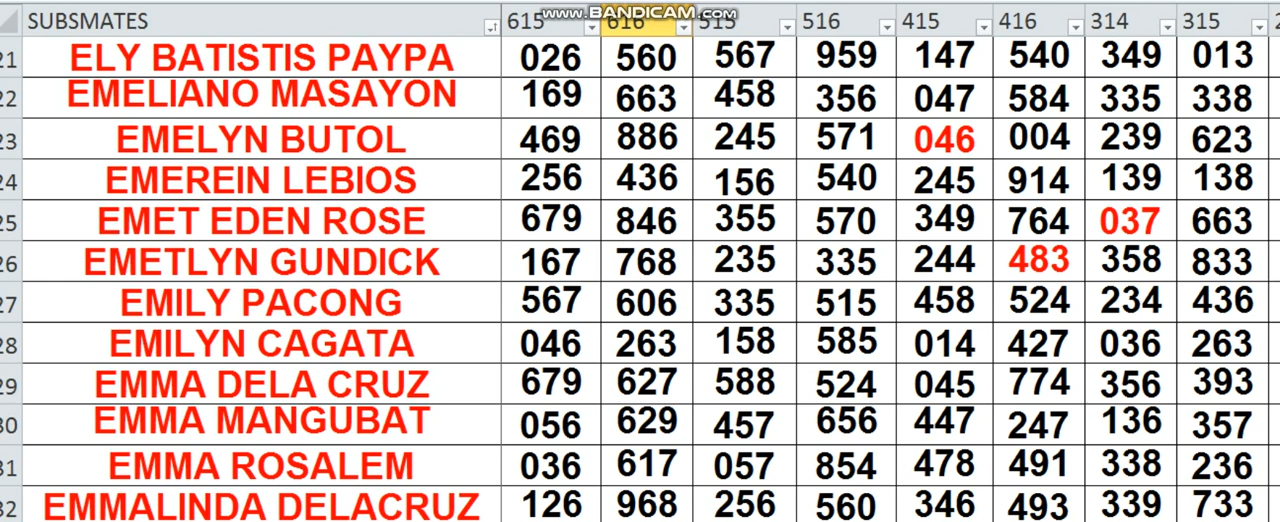 www.BANDICAM.com
SUBSMATES 615 616 515 516 415 416 314 315
21 ELY BATISTIS PAYPA 026 560 567 959 147 540 349 013
22 EMELIANO MASAYON 169 663 458 356 047 584 335 338
23 EMELYN BUTOL 469 886 245 571 046 004 239 623
24 EMEREIN LEBIOS 256 436 156 540 245 914 139 138
25 EMET EDEN ROSE 679 846 355 570 349 764 037 663
26 EMETLYN GUNDICK 167 768 235 335 244 483 358 833
27 EMILY PACONG 567 606 335 515 458 524 234 436
28 EMILYN CAGATA 046 263 158 585 014 427 036 263
29 EMMA DELA CRUZ 679 627 588 524 045 774 356 393
30 EMMA MANGUBAT 056 629 457 656 447 247 136 357
31 EMMA ROSALEM 036 617 057 854 478 491 338 236
32 EMMALINDA DELACRUZ 126 968 256 560 346 493 339 733